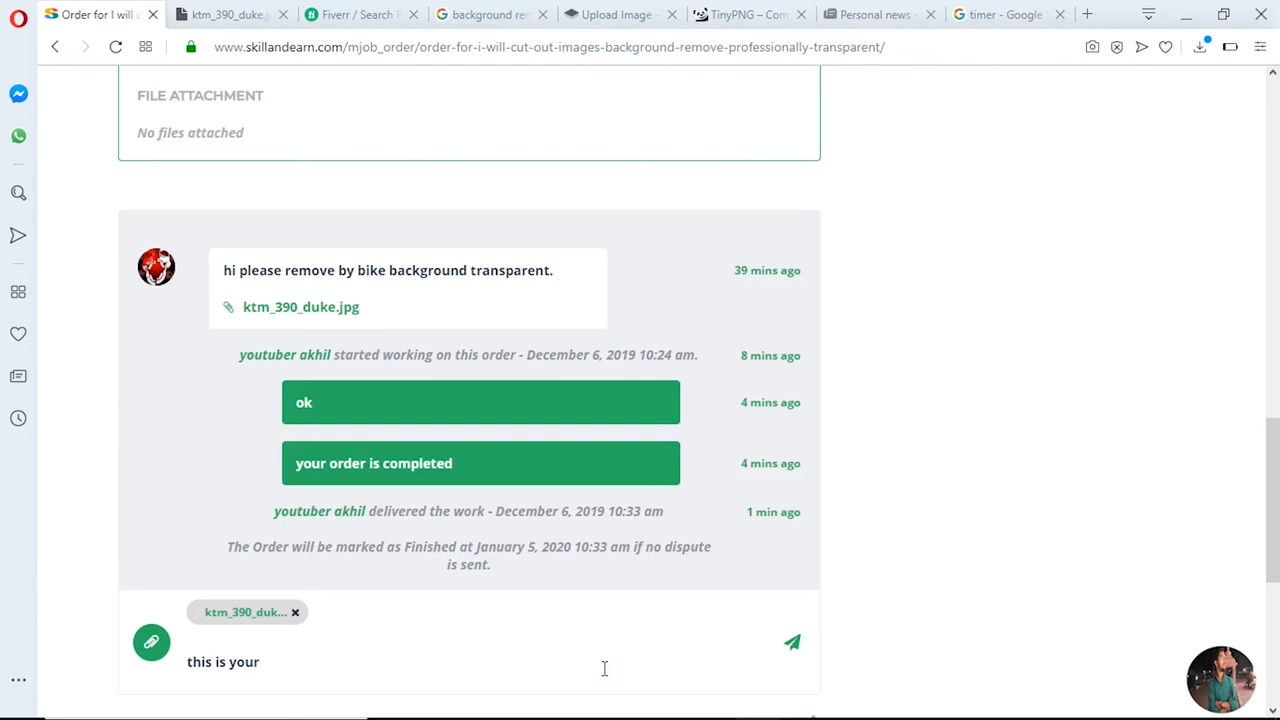 Order for I will c
ktm_390_duke.j
Fiverr / Search R
background rem
Upload Image –
TinyPNG – Com
Personal news -
timer - Google S
www.skillandearn.com/mjob_order/order-for-i-will-cut-out-images-background-remove-professionally-transparent/
FILE ATTACHMENT
No files attached
hi please remove by bike background transparent.
39 mins ago
ktm_390_duke.jpg
youtuber akhil started working on this order - December 6, 2019 10:24 am.
8 mins ago
ok
4 mins ago
your order is completed
4 mins ago
youtuber akhil delivered the work - December 6, 2019 10:33 am
1 min ago
The Order will be marked as Finished at January 5, 2020 10:33 am if no dispute
is sent.
ktm_390_duk...
this is your